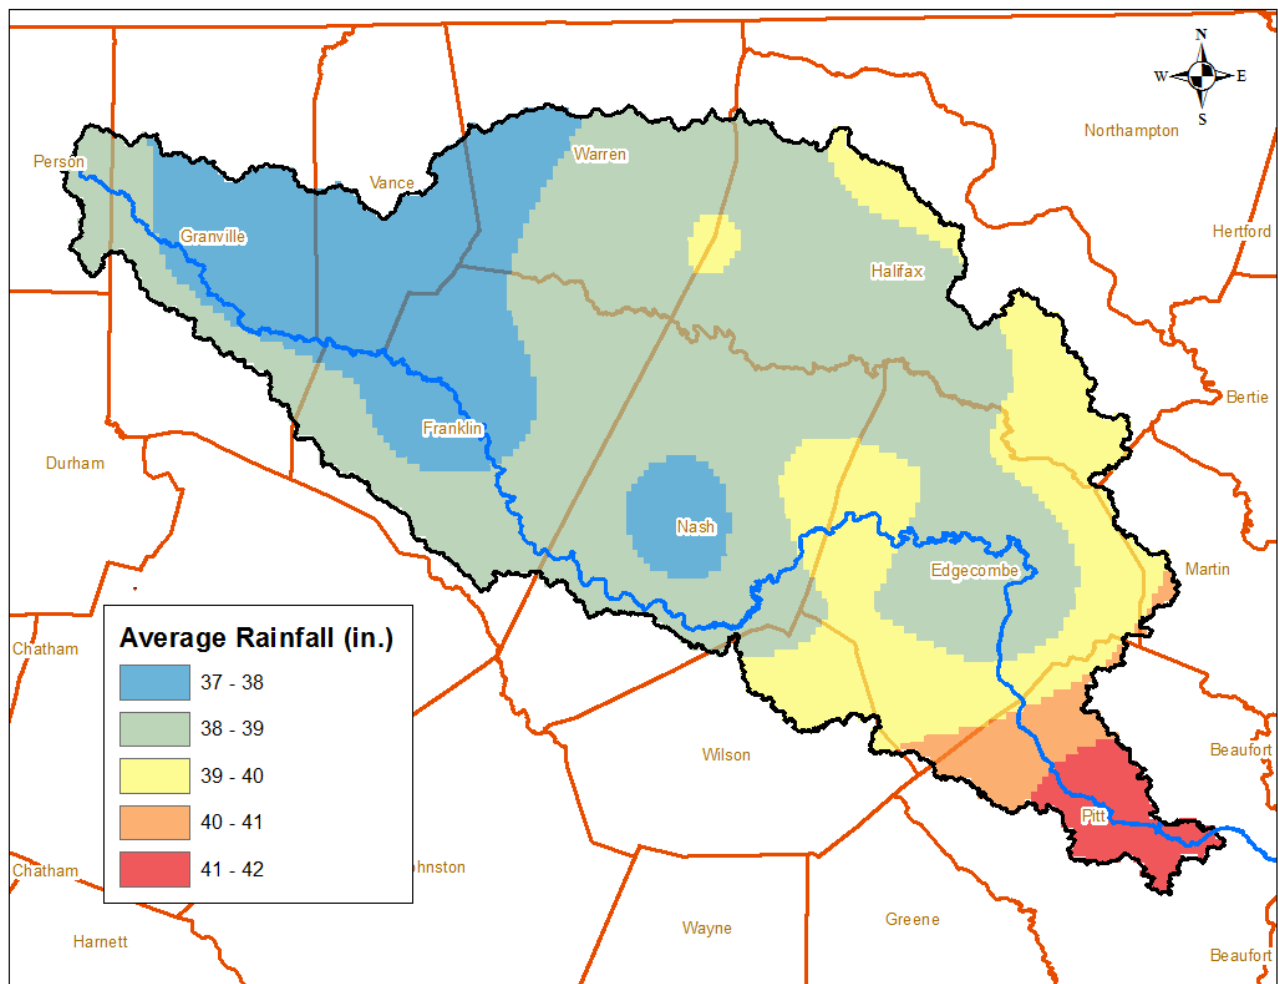 N
W E
S
Northampton
Person
Warren
Vance
Granville
Hertford
Halifax
Bertie
Franklin
Durham
Nash
Edgecombe
Martin
Average Rainfall (in.)
37 - 38
38 - 39
39 - 40
40 - 41
41 - 42
Chatham
Wilson
Beaufort
Pitt
Chatham
ohnston
Greene
Wayne
Harnett
Beaufort